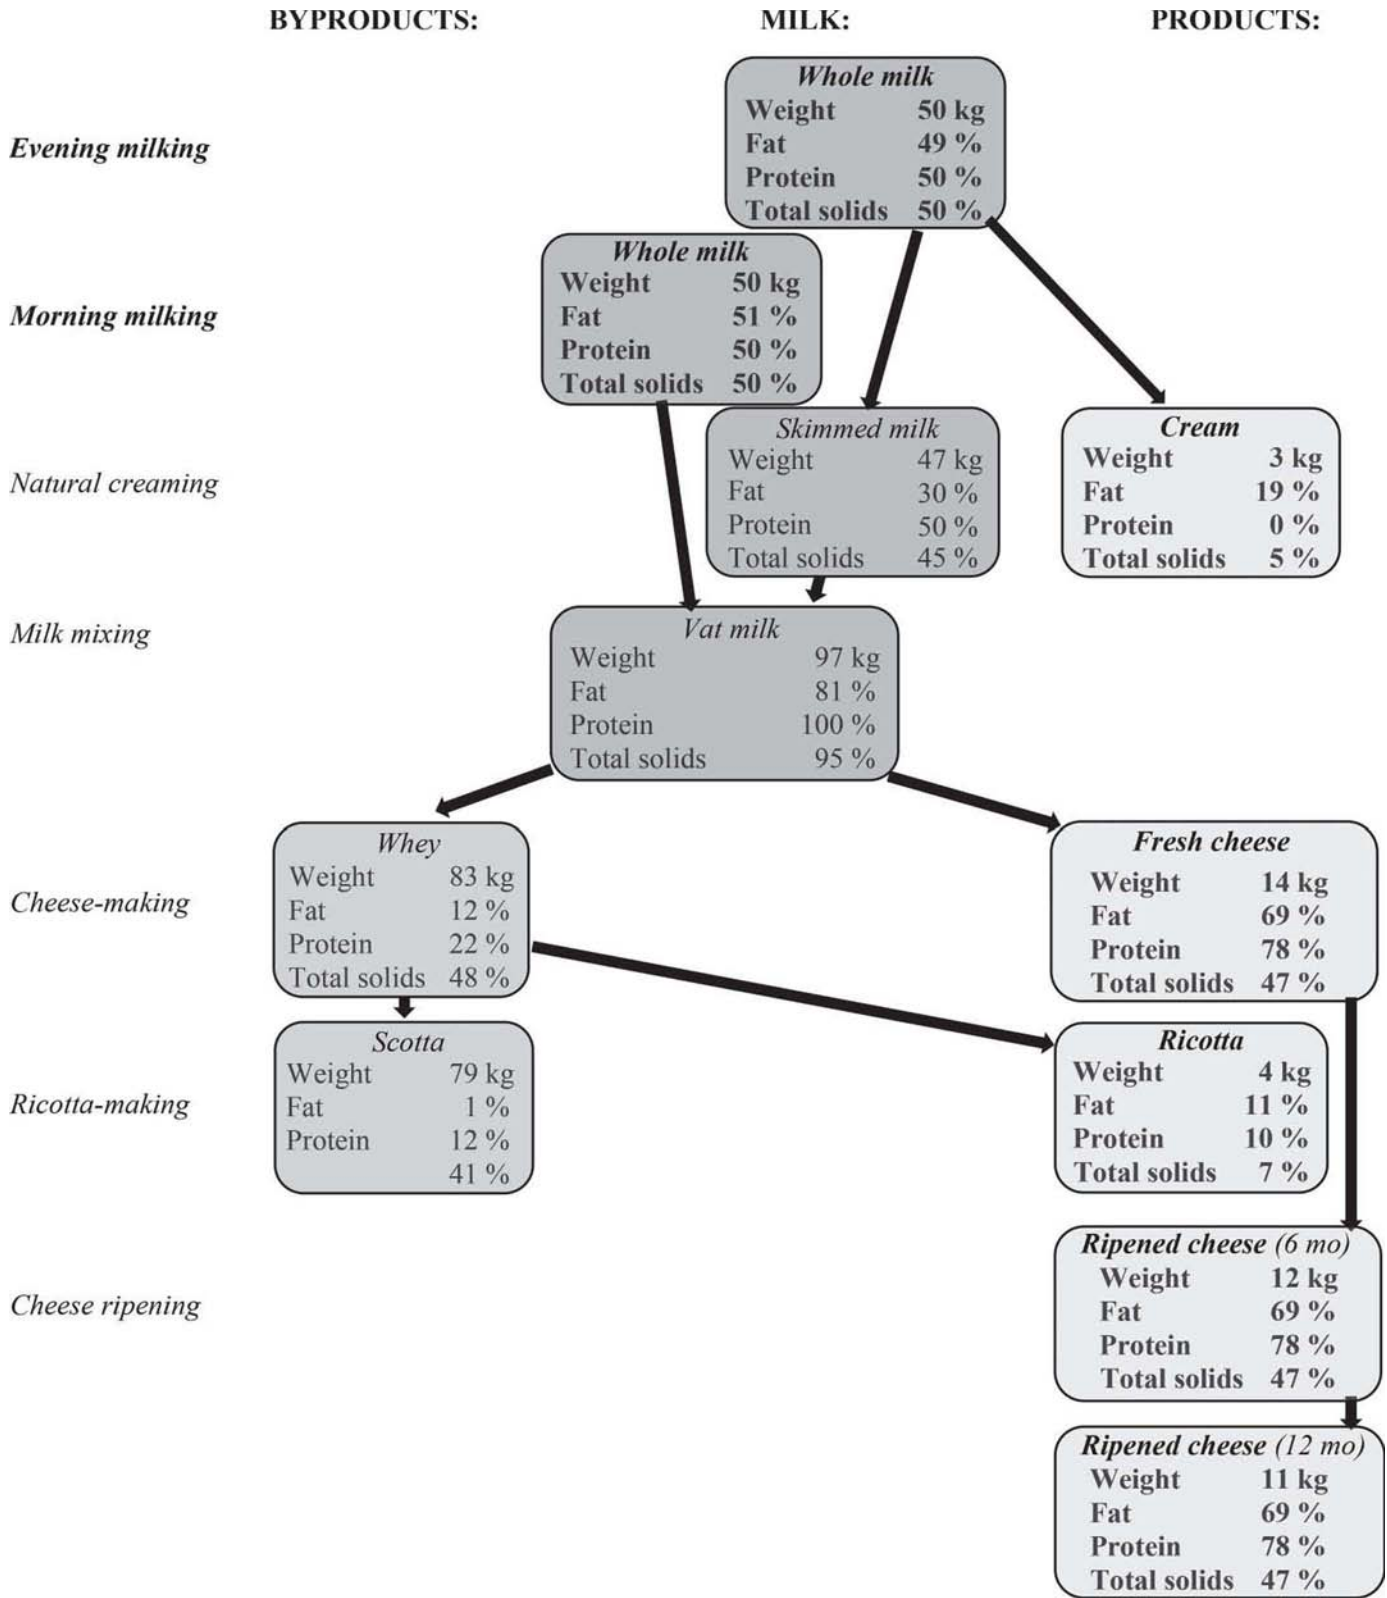 BYPRODUCTS: MILK: PRODUCTS:
Evening milking
Whole milk
Weight 50 kg
Fat 49 %
Protein 50 %
Total solids 50 %
Morning milking
Whole milk
Weight 50 kg
Fat 51 %
Protein 50 %
Total solids 50 %
Natural creaming
Skimmed milk
Weight 47 kg
Fat 30 %
Protein 50 %
Total solids 45 %
Cream
Weight 3 kg
Fat 19 %
Protein 0 %
Total solids 5 %
Milk mixing
Vat milk
Weight 97 kg
Fat 81 %
Protein 100 %
Total solids 95 %
Cheese-making
Whey
Weight 83 kg
Fat 12 %
Protein 22 %
Total solids 48 %
Fresh cheese
Weight 14 kg
Fat 69 %
Protein 78 %
Total solids 47 %
Ricotta-making
Scotta
Weight 79 kg
Fat 1 %
Protein 12 %
41 %
Ricotta
Weight 4 kg
Fat 11 %
Protein 10 %
Total solids 7 %
Cheese ripening
Ripened cheese (6 mo)
Weight 12 kg
Fat 69 %
Protein 78 %
Total solids 47 %
Ripened cheese (12 mo)
Weight 11 kg
Fat 69 %
Protein 78 %
Total solids 47 %